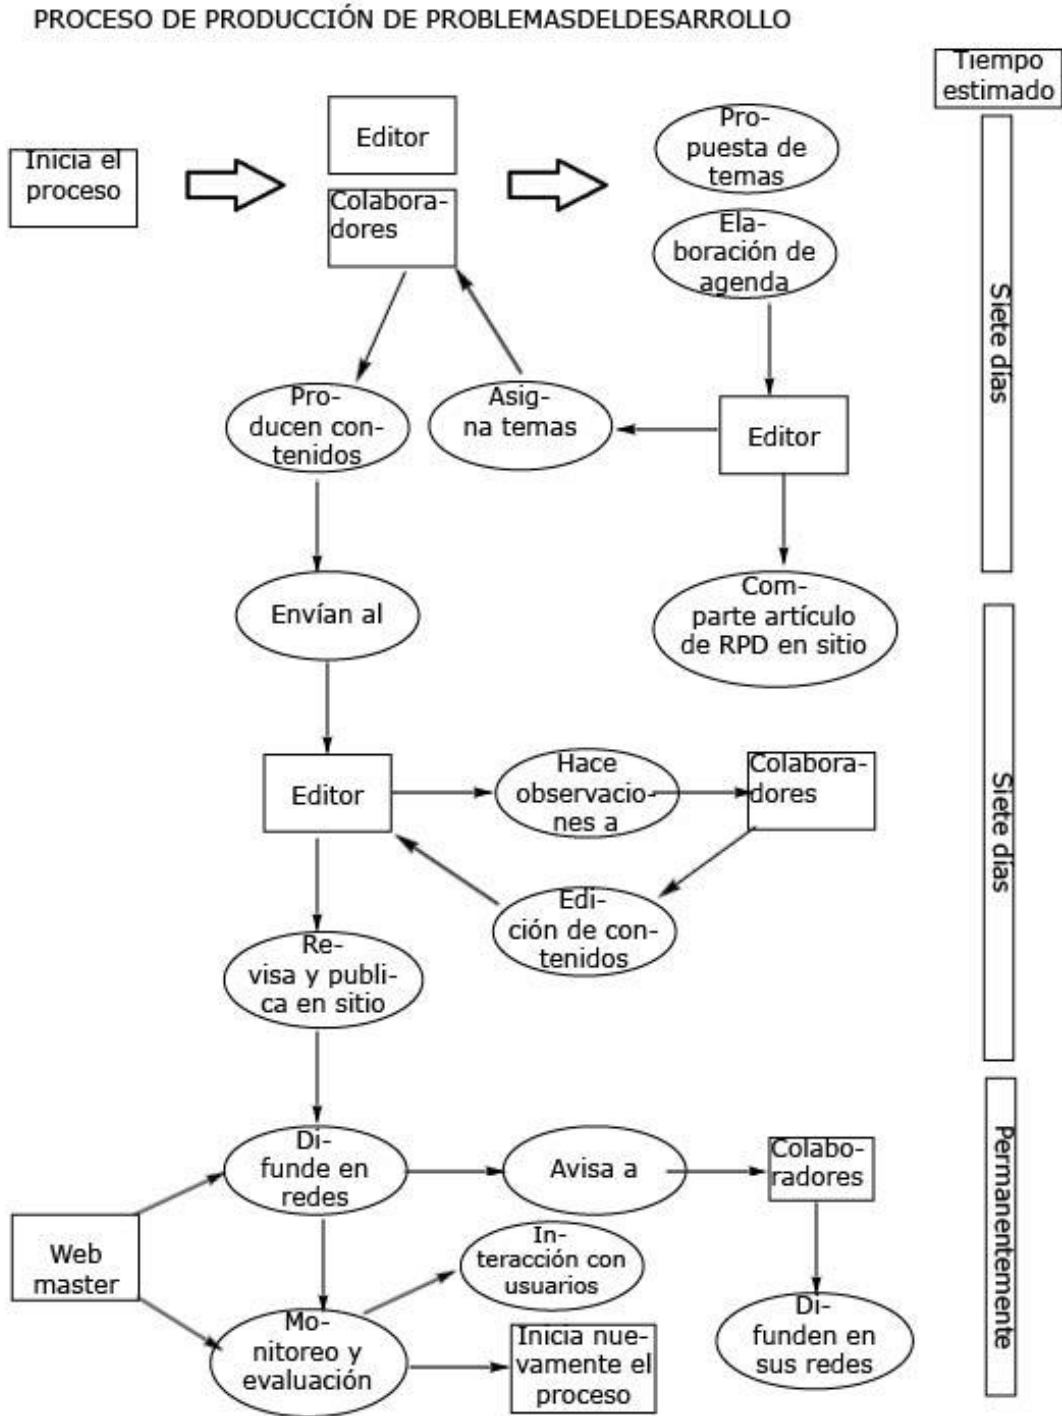 PROCESO DE PRODUCCIÓN DE PROBLEMASDELDESARROLLO
Tiempo
estimado
Inicia el
proceso
Editor
Colabora-
dores
Pro-
puesta de
temas
Ela-
boración de
agenda
Siete días
Pro-
ducen con-
tenidos
Asig-
na temas
Editor
Envían al
Com-
parte artículo
de RPD en sitio
Editor
Hace
observacio-
nes a
Colabora-
dores
Siete días
Edi-
ción de con-
tenidos
Re-
visa y publi-
ca en sitio
Di-
funde en
redes
Avisa a
Colabo-
radores
Permanentemente
Web
master
In-
teracción con
usuarios
Mo-
nitoreo y
evaluación
Inicia nue-
vamente el
proceso
Di-
funden en
sus redes